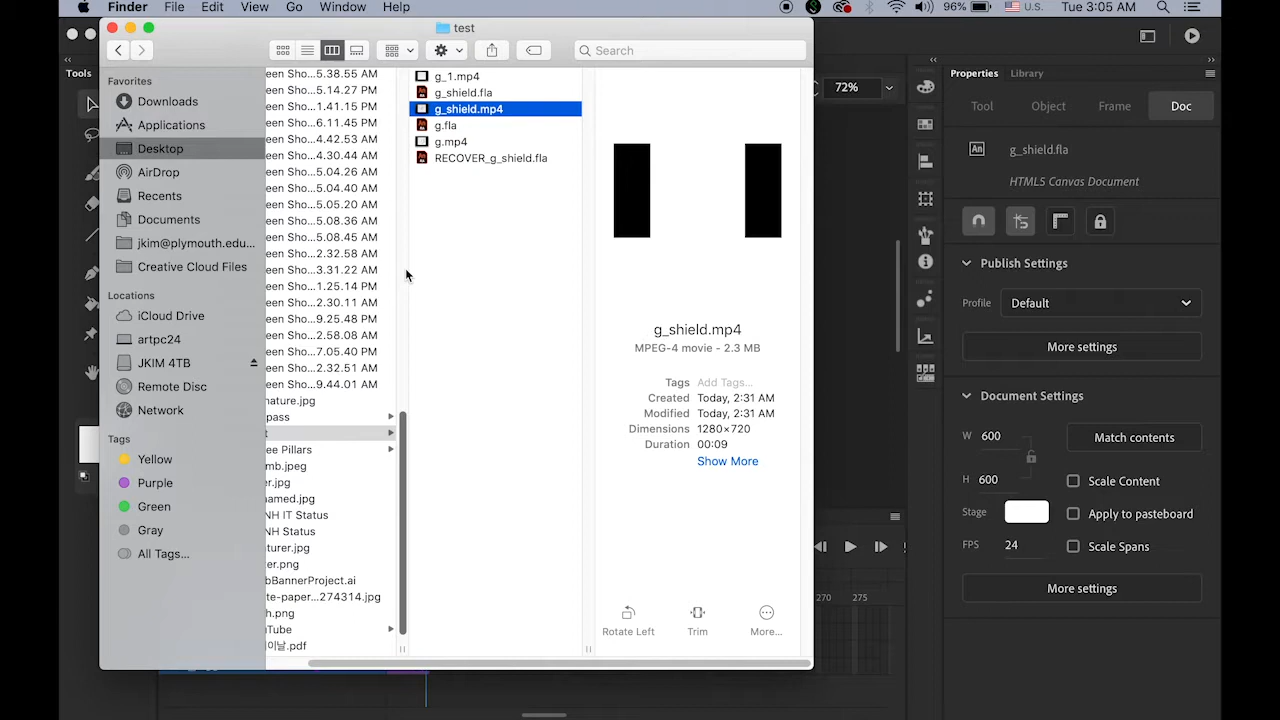 Finder File Edit View Go Window Help 96% U.S. Tue 3:05 AM
test
Search
Favorites
Downloads
Applications
Desktop
AirDrop
Recents
Documents
jkim@plymouth.edu...
Creative Cloud Files
Locations
iCloud Drive
artpc24
JKIM 4TB
Remote Disc
Network
Tags
Yellow
Purple
Green
Gray
All Tags...
een Sho...5.38.55 AM
een Sho...5.14.27 PM
een Sho...1.41.15 PM
een Sho...6.11.45 PM
een Sho...4.42.53 AM
een Sho...4.30.44 AM
een Sho...5.04.26 AM
een Sho...5.04.40 AM
een Sho...5.05.20 AM
een Sho...5.08.36 AM
een Sho...5.08.45 AM
een Sho...2.32.58 AM
een Sho...3.31.22 AM
een Sho...1.25.14 PM
een Sho...2.30.11 AM
een Sho...9.25.48 PM
een Sho...2.58.08 AM
een Sho...7.05.40 PM
een Sho...2.32.51 AM
een Sho...9.44.01 AM
nature.jpg
pass
t
ee Pillars
mb.jpeg
er.jpg
named.jpg
NH IT Status
NH Status
turer.jpg
er.png
bBannerProject.ai
te-paper...274314.jpg
h.png
gTube
이날.pdf
g_1.mp4
g_shield.fla
g_shield.mp4
g.fla
g.mp4
RECOVER_g_shield.fla
g_shield.mp4
MPEG-4 movie - 2.3 MB
Tags Add Tags...
Created Today, 2:31 AM
Modified Today, 2:31 AM
Dimensions 1280×720
Duration 00:09
Show More
Rotate Left Trim More...
Tools
72%
270 275
Properties Library
Tool Object Frame Doc
An g_shield.fla
HTML5 Canvas Document
Publish Settings
Profile Default
More settings
Document Settings
W 600 Match contents
H 600 Scale Content
Stage Apply to pasteboard
FPS 24 Scale Spans
More settings